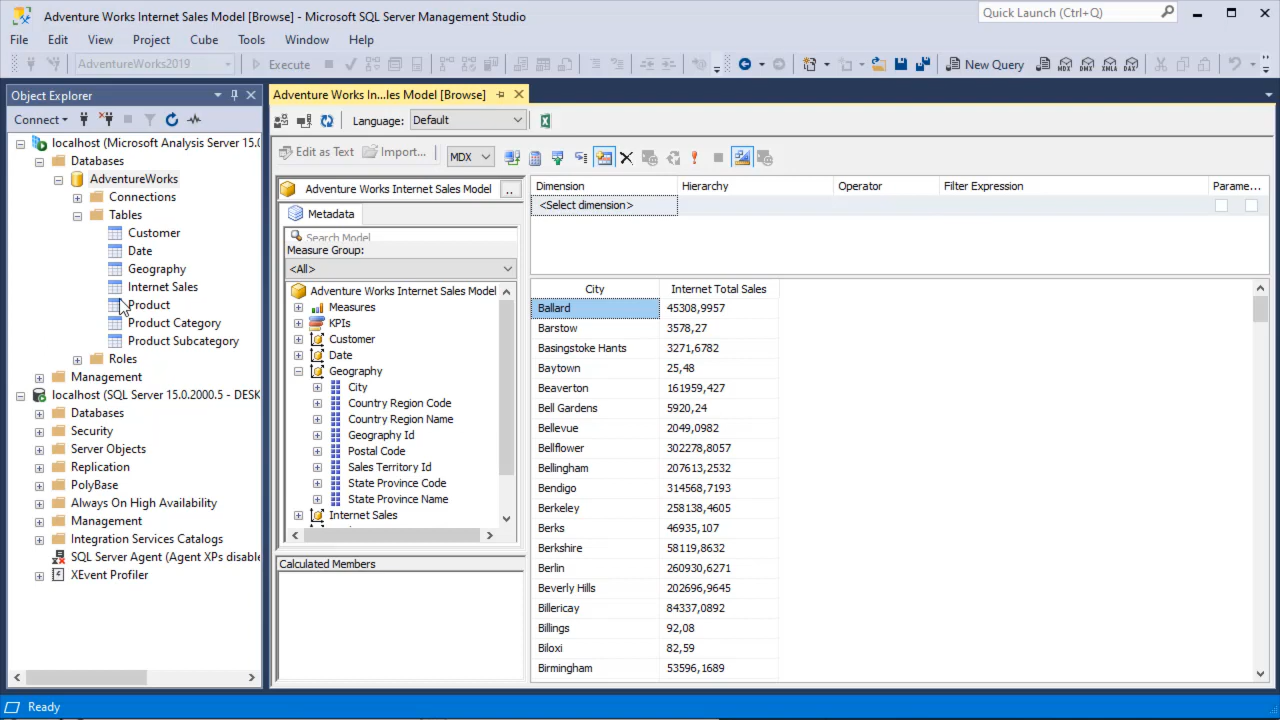 Adventure Works Internet Sales Model [Browse] - Microsoft SQL Server Management Studio
Quick Launch (Ctrl+Q)
File Edit View Project Cube Tools Window Help
AdventureWorks2019 Execute New Query MDX DMX XMLA DAX
Object Explorer
Connect
localhost (Microsoft Analysis Server 15.0
Databases
AdventureWorks
Connections
Tables
Customer
Date
Geography
Internet Sales
Product
Product Category
Product Subcategory
Roles
Management
localhost (SQL Server 15.0.2000.5 - DESK
Databases
Security
Server Objects
Replication
PolyBase
Always On High Availability
Management
Integration Services Catalogs
SQL Server Agent (Agent XPs disable
XEvent Profiler
Adventure Works In...les Model [Browse]
Language: Default
Edit as Text Import... MDX
Adventure Works Internet Sales Model ..
Metadata
Search Model
Measure Group:
<All>
Adventure Works Internet Sales Model
Measures
KPIs
Customer
Date
Geography
City
Country Region Code
Country Region Name
Geography Id
Postal Code
Sales Territory Id
State Province Code
State Province Name
Internet Sales
Calculated Members
Dimension Hierarchy Operator Filter Expression Parame...
<Select dimension>
City Internet Total Sales
Ballard 45308,9957
Barstow 3578,27
Basingstoke Hants 3271,6782
Baytown 25,48
Beaverton 161959,427
Bell Gardens 5920,24
Bellevue 2049,0982
Bellflower 302278,8057
Bellingham 207613,2532
Bendigo 314568,7193
Berkeley 258138,4605
Berks 46935,107
Berkshire 58119,8632
Berlin 260930,6271
Beverly Hills 202696,9645
Billericay 84337,0892
Billings 92,08
Biloxi 82,59
Birmingham 53596,1689
Ready